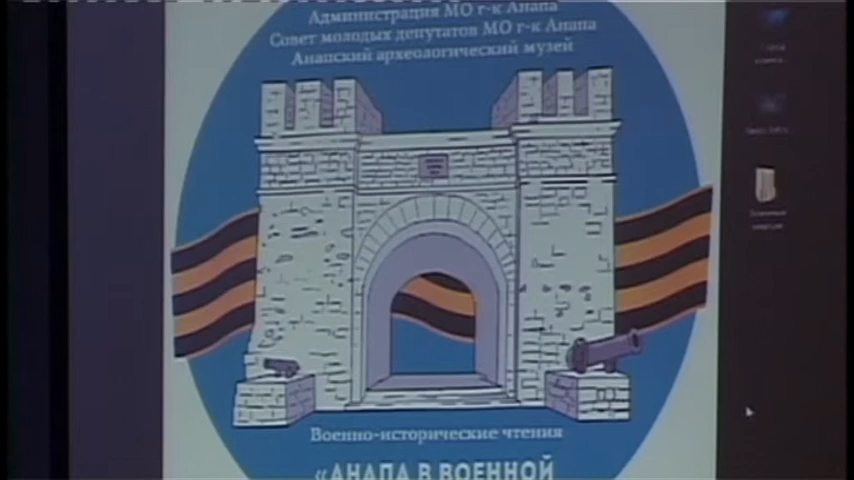 Администрация МО г-к Анапа
Совет молодых депутатов МО г-к Анапа
Анапский археологический музей
Военно-исторические чтения
«АНАПА В ВОЕННОЙ